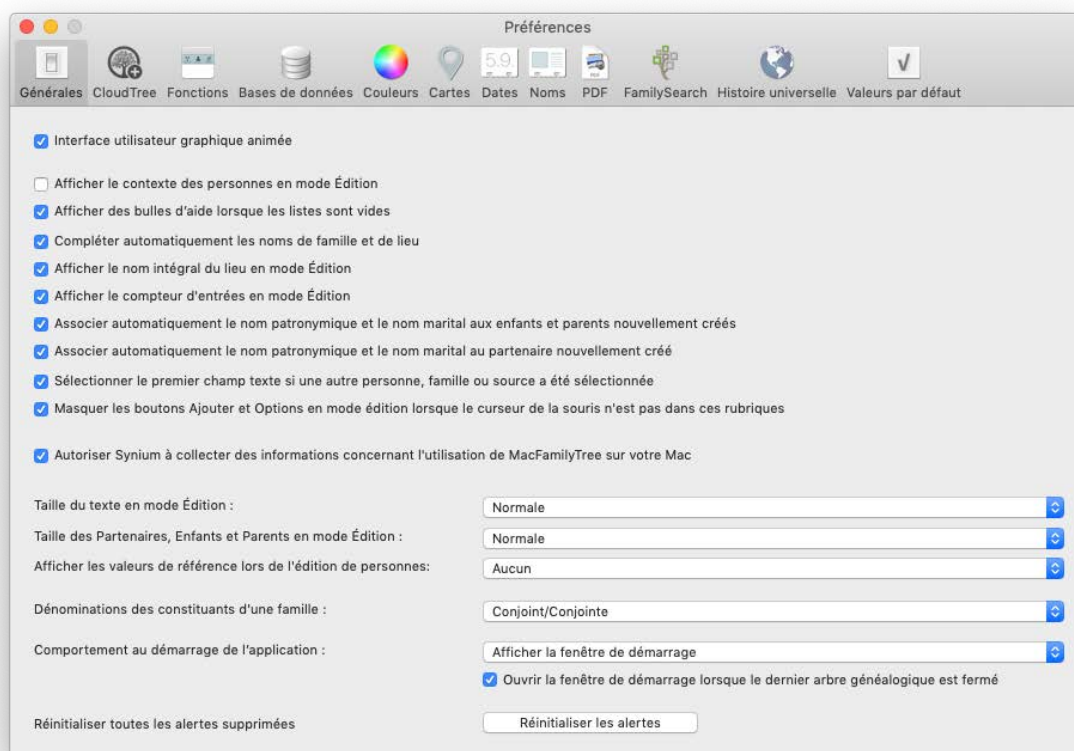 Préférences
5.9.
PDF
Générales CloudTree Fonctions Bases de données Couleurs Cartes Dates Noms PDF FamilySearch Histoire universelle Valeurs par défaut
Interface utilisateur graphique animée
Afficher le contexte des personnes en mode Édition
Afficher des bulles d'aide lorsque les listes sont vides
Compléter automatiquement les noms de famille et de lieu
Afficher le nom intégral du lieu en mode Édition
Afficher le compteur d'entrées en mode Édition
Associer automatiquement le nom patronymique et le nom marital aux enfants et parents nouvellement créés
Associer automatiquement le nom patronymique et le nom marital au partenaire nouvellement créé
Sélectionner le premier champ texte si une autre personne, famille ou source a été sélectionnée
Masquer les boutons Ajouter et Options en mode édition lorsque le curseur de la souris n'est pas dans ces rubriques
Autoriser Synium à collecter des informations concernant l'utilisation de MacFamilyTree sur votre Mac
Taille du texte en mode Édition : Normale
Taille des Partenaires, Enfants et Parents en mode Édition : Normale
Afficher les valeurs de référence lors de l'édition de personnes: Aucun
Dénominations des constituants d'une famille : Conjoint/Conjointe
Comportement au démarrage de l'application : Afficher la fenêtre de démarrage
Ouvrir la fenêtre de démarrage lorsque le dernier arbre généalogique est fermé
Réinitialiser toutes les alertes supprimées Réinitialiser les alertes